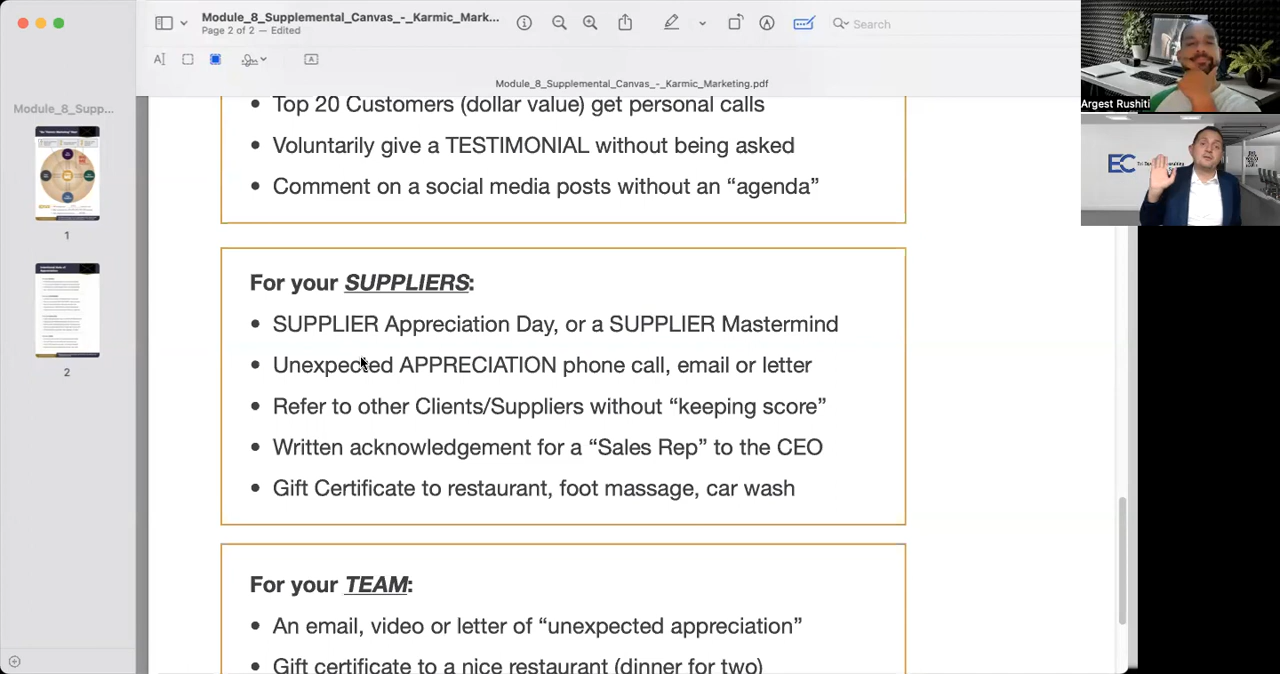 Module_8_Supplemental_Canvas_-_Karmic_Mark...
Page 2 of 2 — Edited
Search
Module_8_Supplemental_Canvas_-_Karmic_Marketing.pdf
Module_8_Supp...
1
2
• Top 20 Customers (dollar value) get personal calls
• Voluntarily give a TESTIMONIAL without being asked
• Comment on a social media posts without an “agenda”
For your SUPPLIERS:
• SUPPLIER Appreciation Day, or a SUPPLIER Mastermind
• Unexpected APPRECIATION phone call, email or letter
• Refer to other Clients/Suppliers without “keeping score”
• Written acknowledgement for a “Sales Rep” to the CEO
• Gift Certificate to restaurant, foot massage, car wash
For your TEAM:
• An email, video or letter of “unexpected appreciation”
• Gift certificate to a nice restaurant (dinner for two)
Argest Rushiti
EC